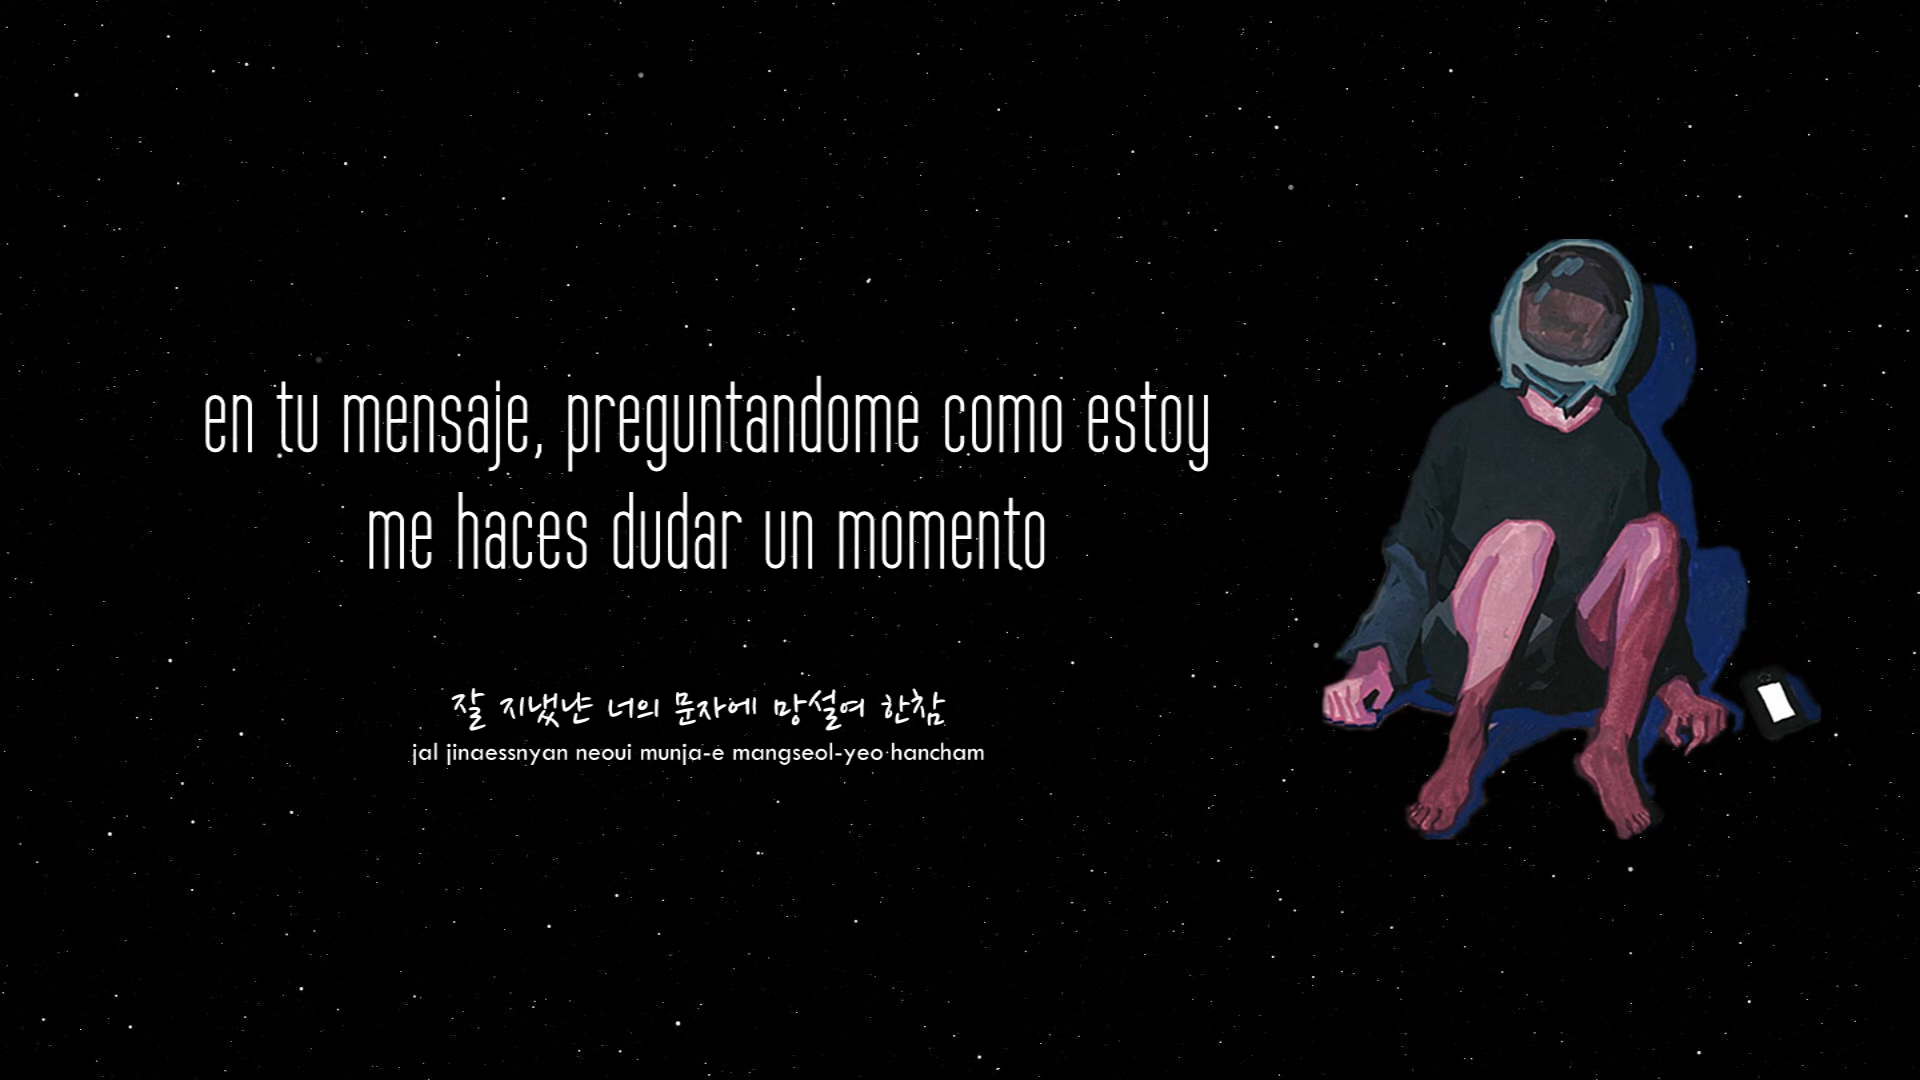 en tu mensaje, preguntandome como estoy
me haces dudar un momento
잘 지냈냔 너의 문자에 망설여 한참
jal jinaessnyan neoui munja-e mangseol-yeo hancham